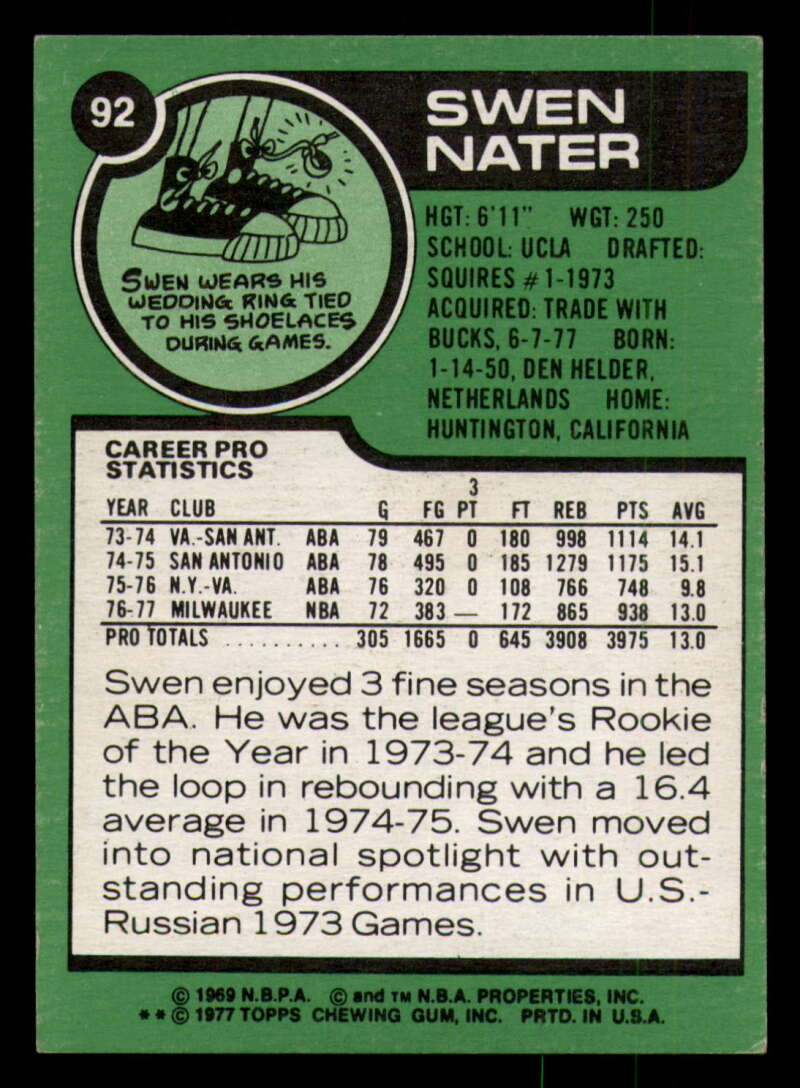 92
SWEN
NATER
SWEN WEARS HIS
WEDDING RING TIED
TO HIS SHOELACES
DURING GAMES.
HGT: 6'11" WGT: 250
SCHOOL: UCLA DRAFTED:
SQUIRES #1-1973
ACQUIRED: TRADE WITH
BUCKS, 6-7-77 BORN:
1-14-50, DEN HELDER,
NETHERLANDS HOME:
HUNTINGTON, CALIFORNIA
CAREER PRO
STATISTICS
YEAR CLUB G FG 3 PT FT REB PTS AVG
73-74 VA.-SAN ANT. ABA 79 467 0 180 998 1114 14.1
74-75 SAN ANTONIO ABA 78 495 0 185 1279 1175 15.1
75-76 N.Y.-VA. ABA 76 320 0 108 766 748 9.8
76-77 MILWAUKEE NBA 72 383 — 172 865 938 13.0
PRO TOTALS .......... 305 1665 0 645 3908 3975 13.0
Swen enjoyed 3 fine seasons in the
ABA. He was the league's Rookie
of the Year in 1973-74 and he led
the loop in rebounding with a 16.4
average in 1974-75. Swen moved
into national spotlight with out-
standing performances in U.S.-
Russian 1973 Games.
© 1969 N.B.P.A. © and TM N.B.A. PROPERTIES, INC.
** © 1977 TOPPS CHEWING GUM, INC. PRTD. IN U.S.A.